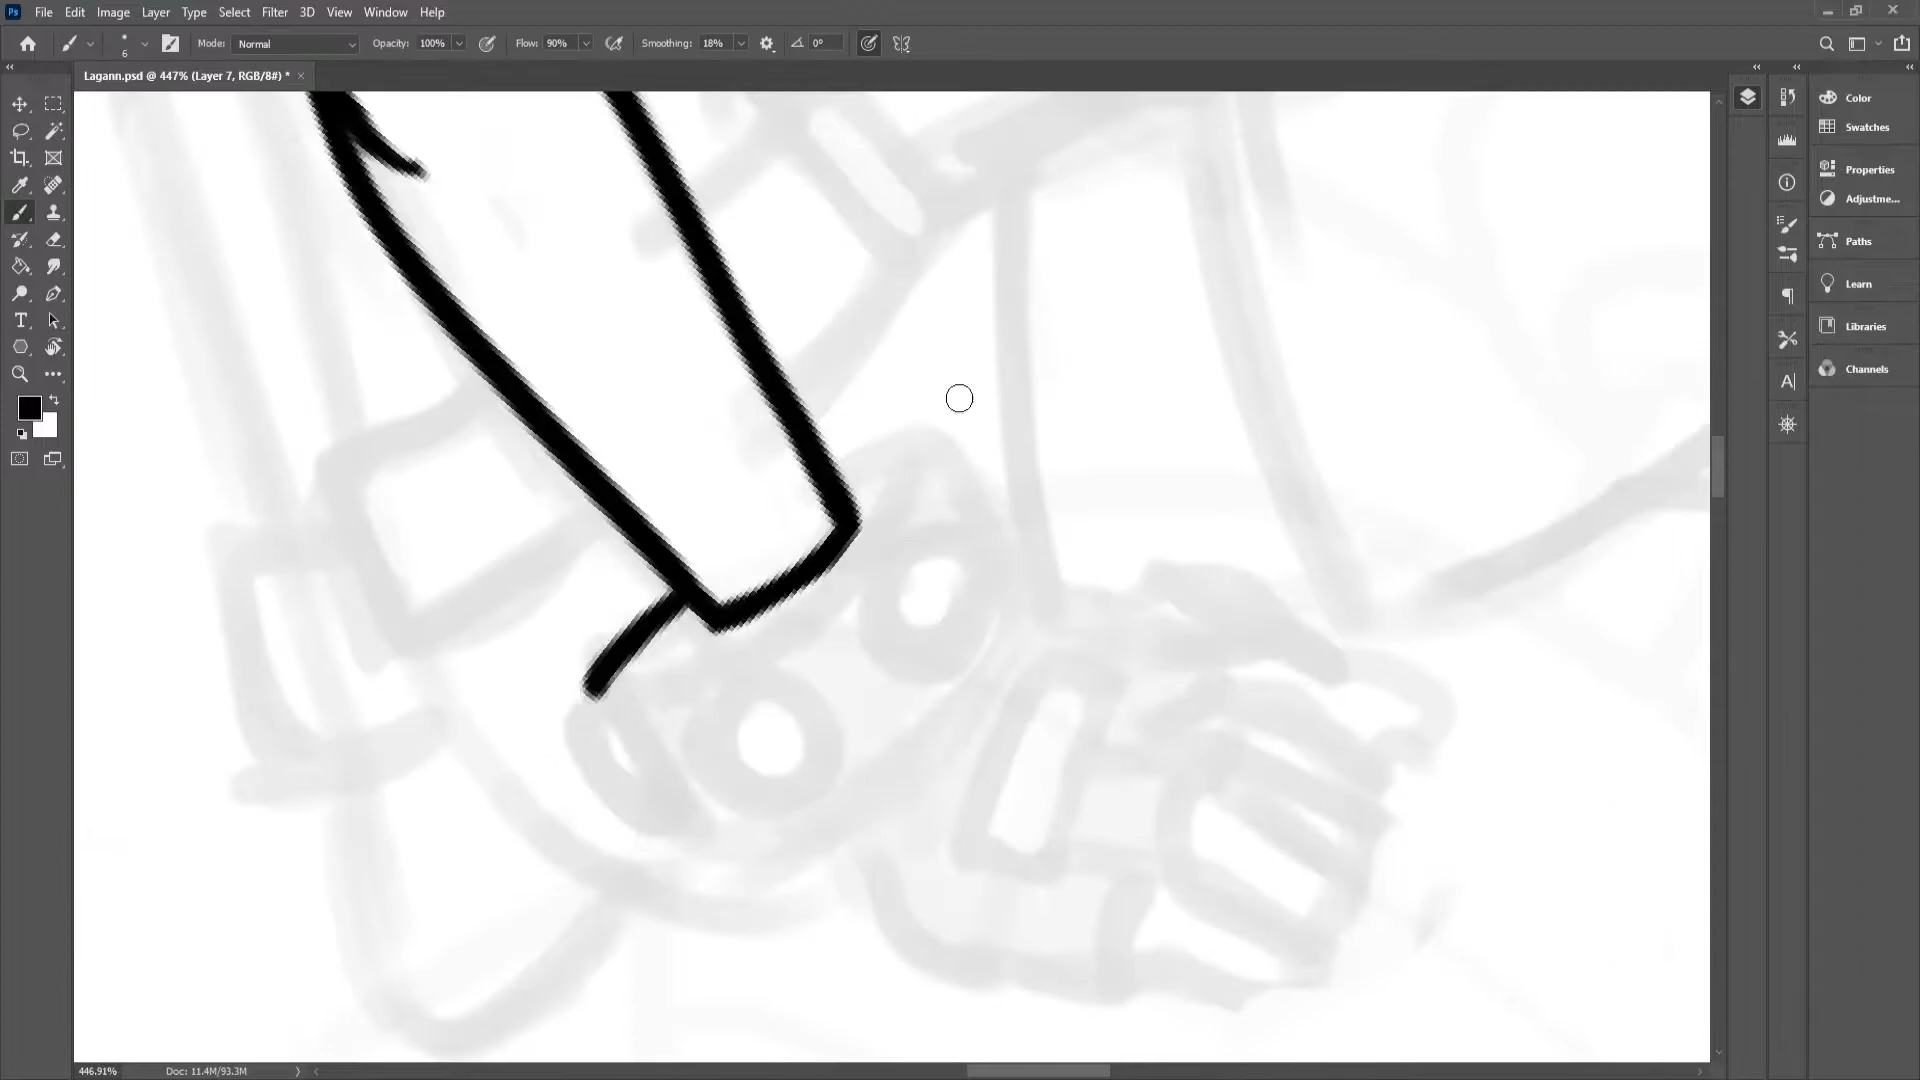 Ps File Edit Image Layer Type Select Filter 3D View Window Help
6 Mode: Normal Opacity: 100% Flow: 90% Smoothing: 18% 0°
Lagann.psd @ 447% (Layer 7, RGB/8#) * ×
Color
Swatches
Properties
Adjustme...
Paths
Learn
Libraries
Channels
446.91% Doc: 11.4M/93.3M